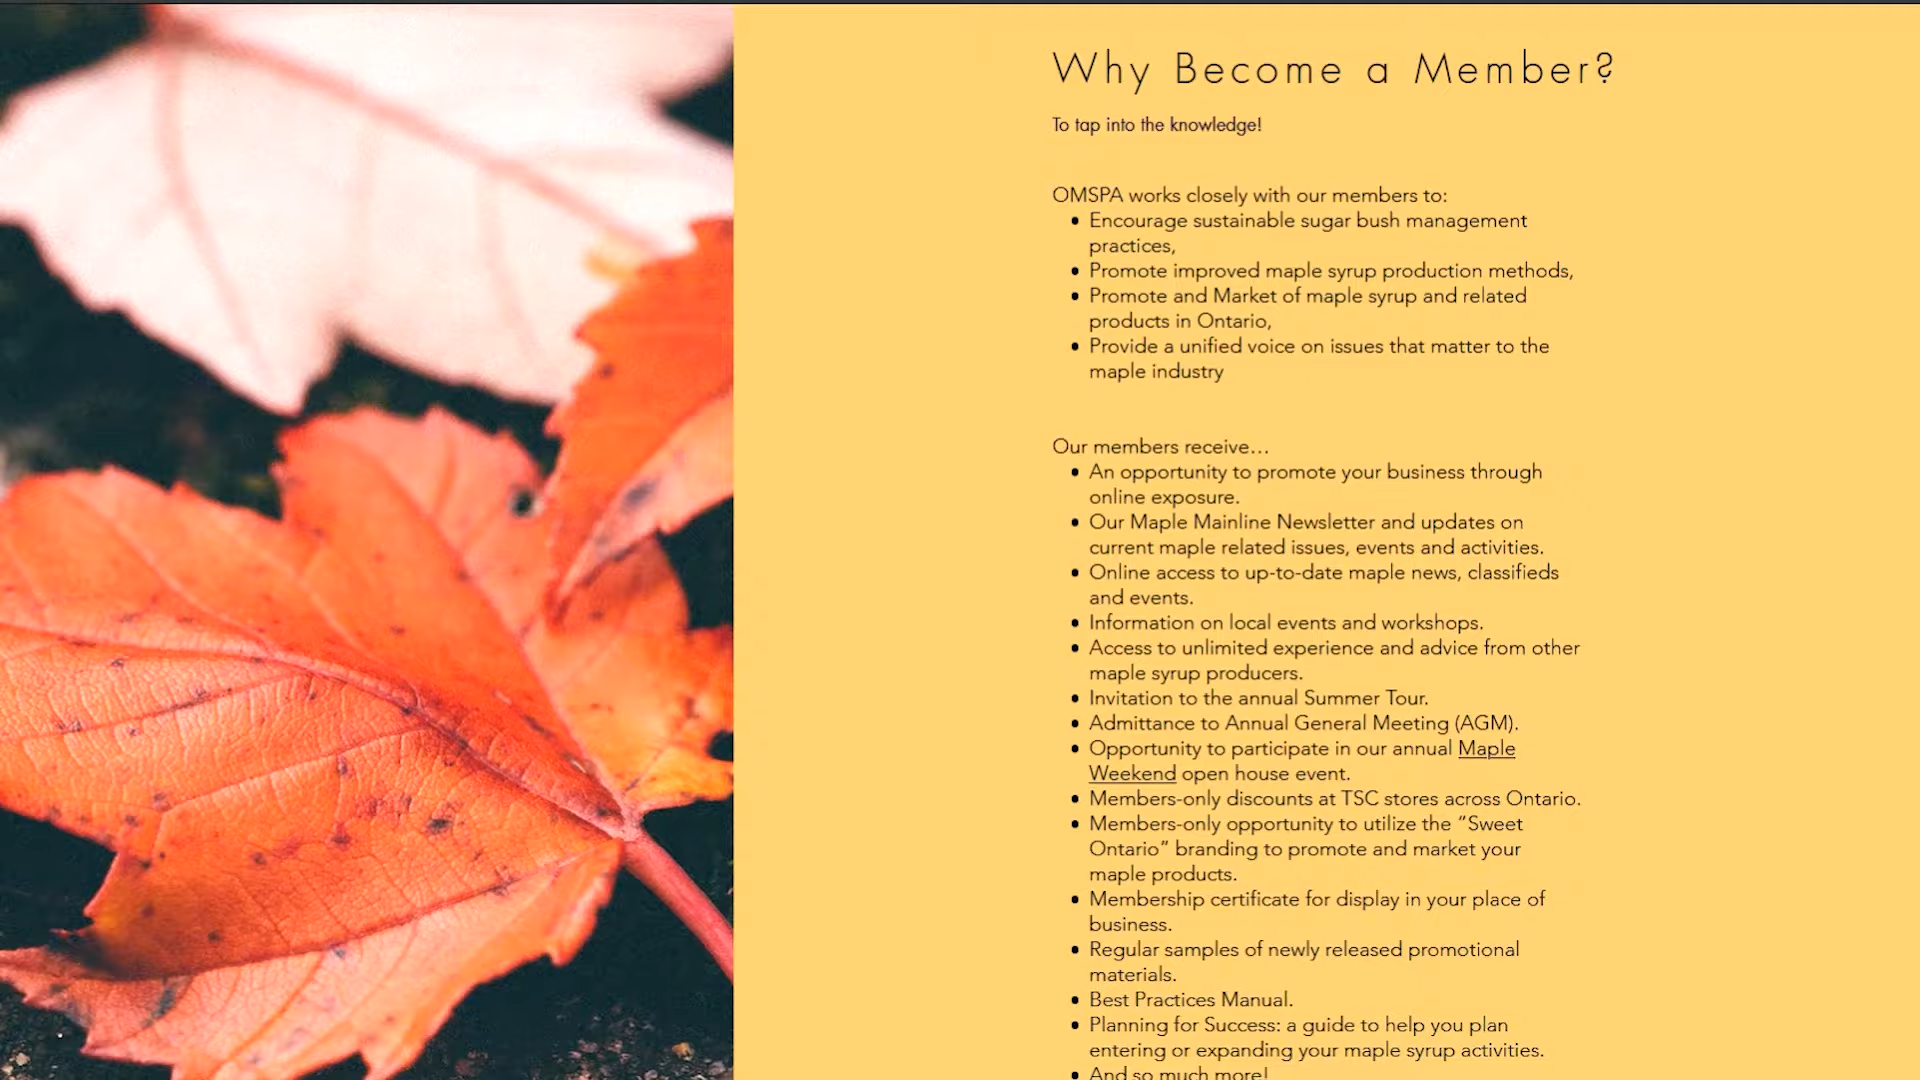 Why Become a Member?
To tap into the knowledge!
OMSPA works closely with our members to:
• Encourage sustainable sugar bush management
practices,
• Promote improved maple syrup production methods,
• Promote and Market of maple syrup and related
products in Ontario,
• Provide a unified voice on issues that matter to the
maple industry
Our members receive…
• An opportunity to promote your business through
online exposure.
• Our Maple Mainline Newsletter and updates on
current maple related issues, events and activities.
• Online access to up-to-date maple news, classifieds
and events.
• Information on local events and workshops.
• Access to unlimited experience and advice from other
maple syrup producers.
• Invitation to the annual Summer Tour.
• Admittance to Annual General Meeting (AGM).
• Opportunity to participate in our annual Maple
Weekend open house event.
• Members-only discounts at TSC stores across Ontario.
• Members-only opportunity to utilize the “Sweet
Ontario” branding to promote and market your
maple products.
• Membership certificate for display in your place of
business.
• Regular samples of newly released promotional
materials.
• Best Practices Manual.
• Planning for Success: a guide to help you plan
entering or expanding your maple syrup activities.
• And so much more!